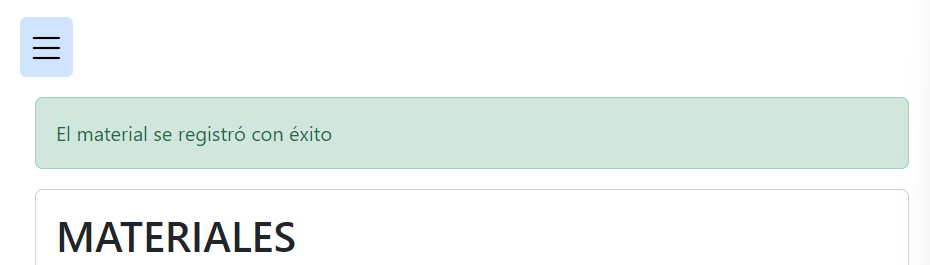 El material se registró con éxito
MATERIALES